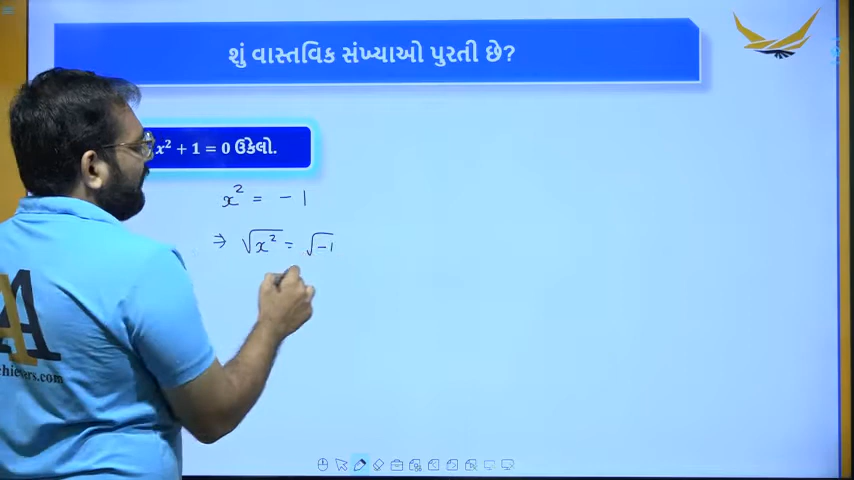 શું વાસ્તવિક સંખ્યાઓ પુરતી છે?
x² + 1 = 0 ઉકેલો.
x² = - 1
⇒ √x² = √-1
chievers.com